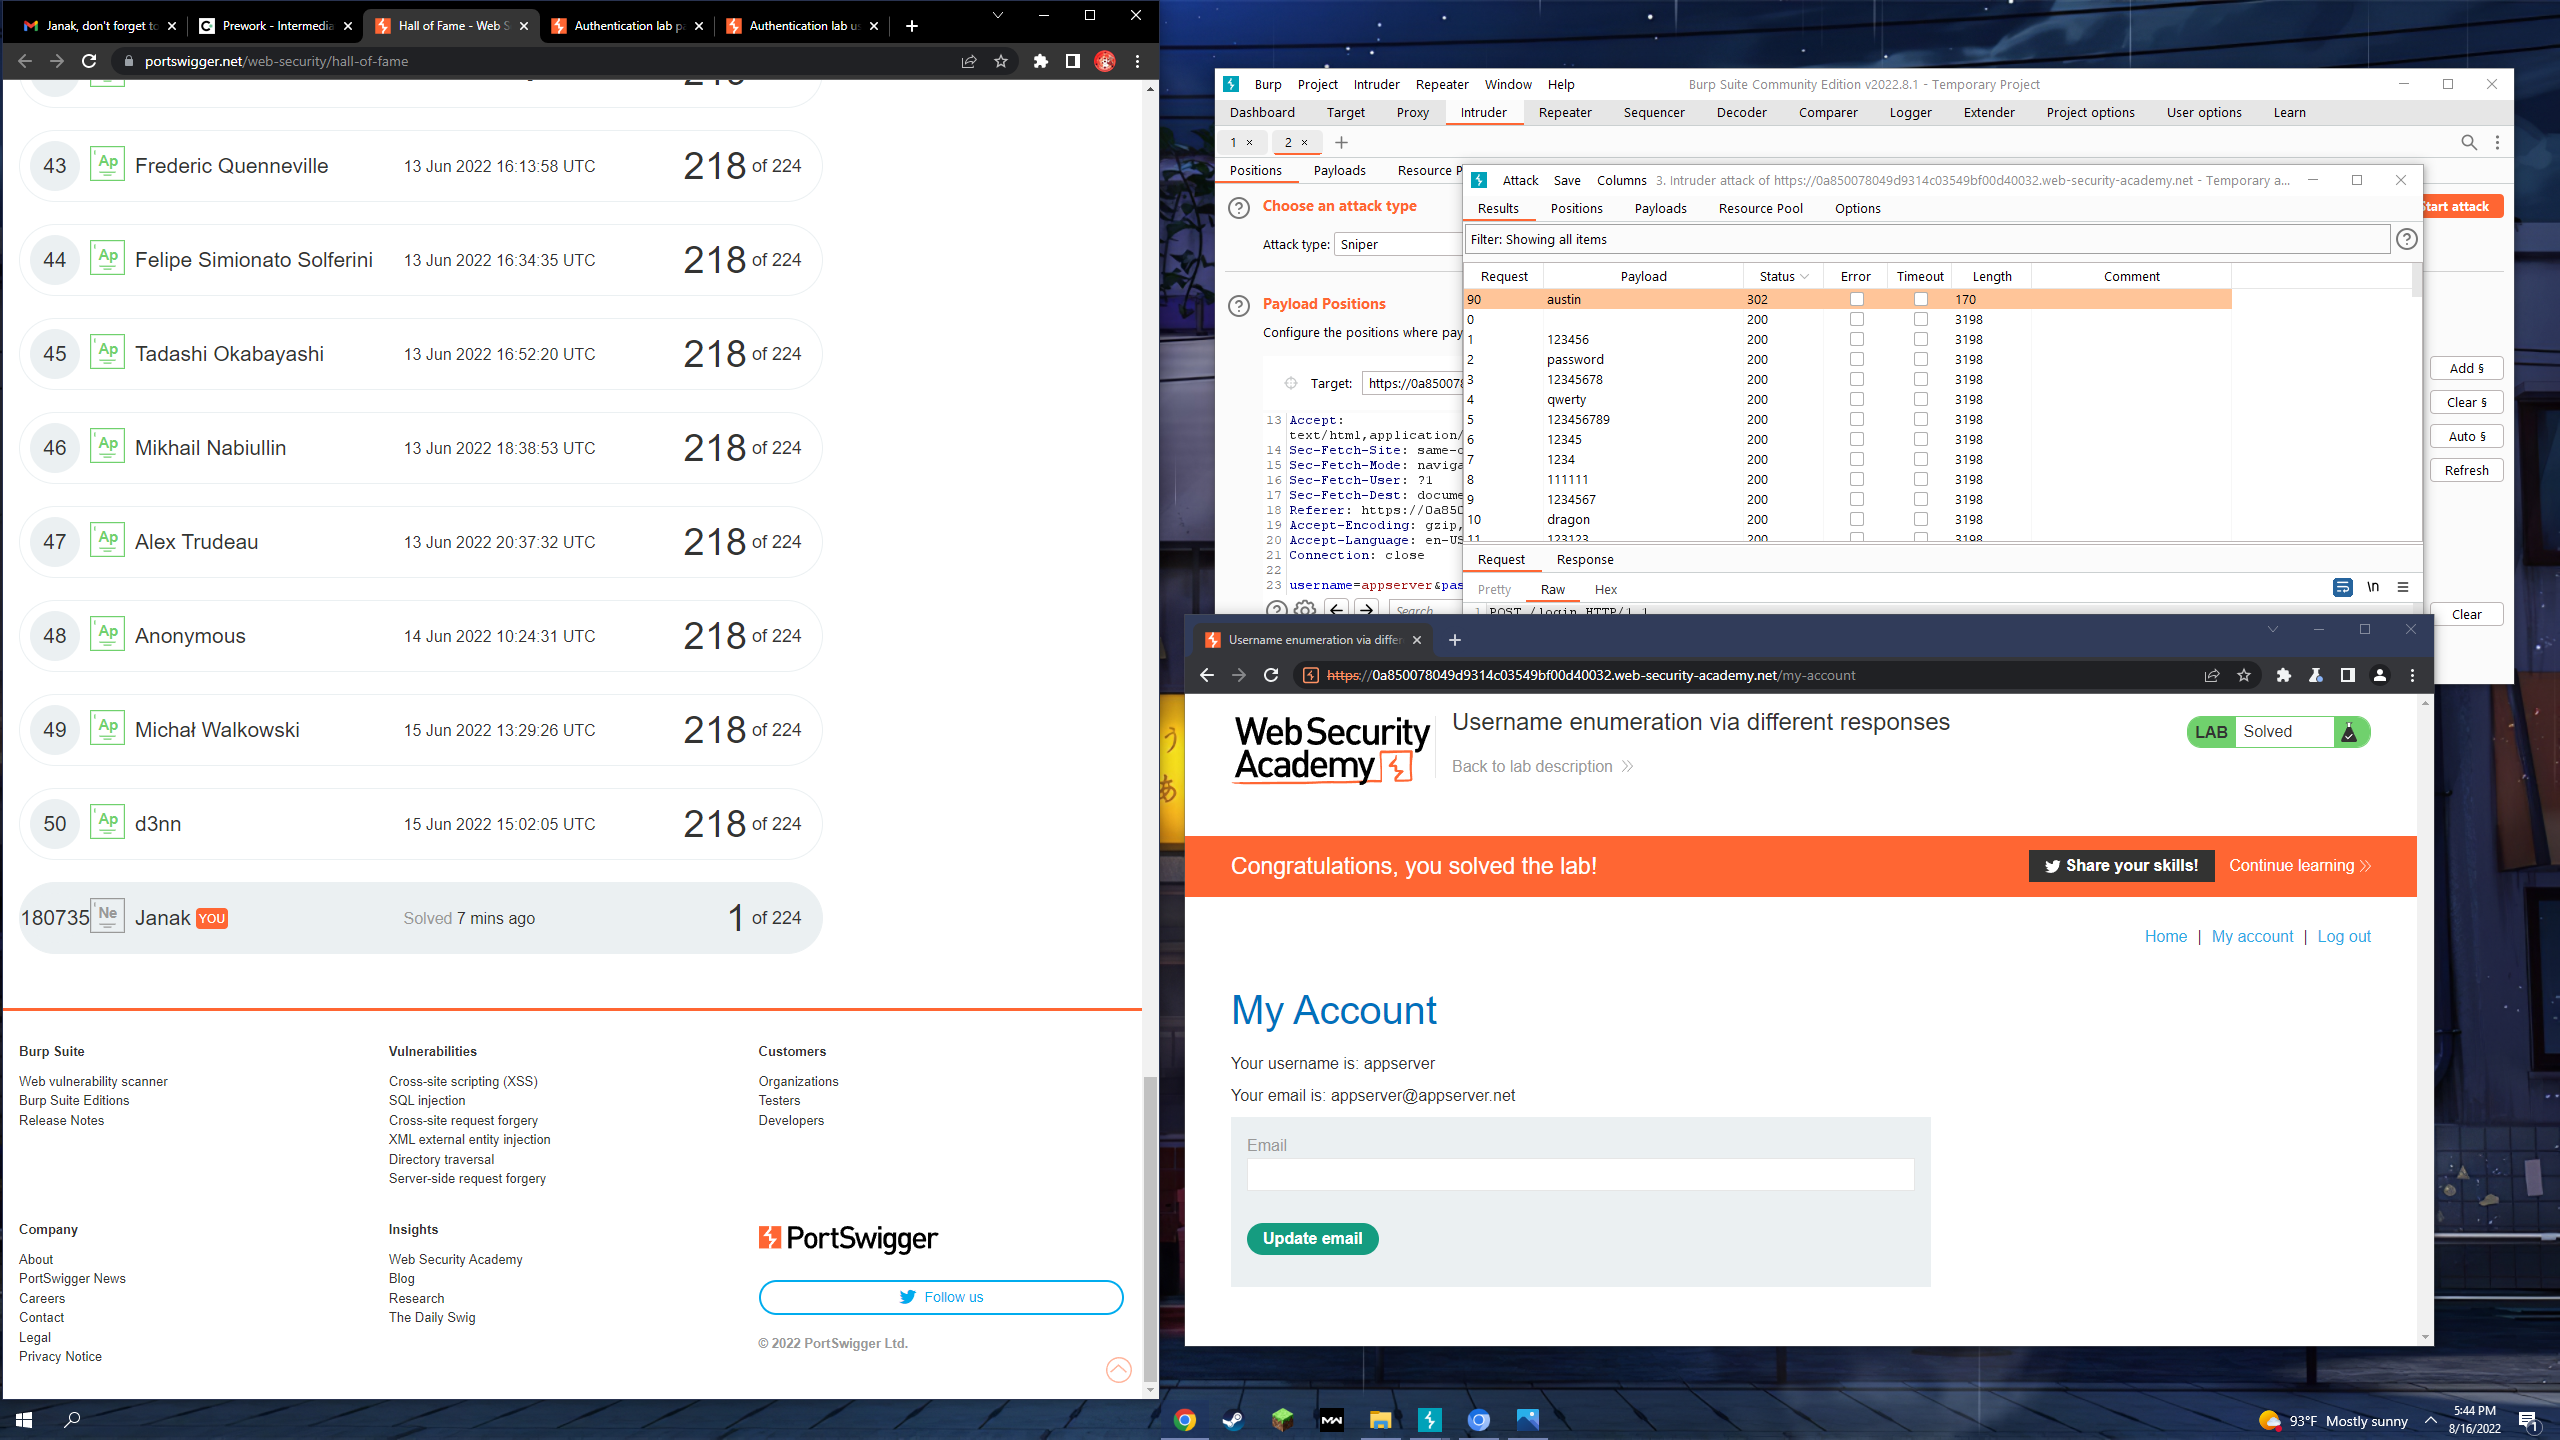 Janak, don't forget to
Prework - Intermedia
Hall of Fame - Web S
Authentication lab pa
Authentication lab us
portswigger.net/web-security/hall-of-fame
43 Ap Frederic Quenneville 13 Jun 2022 16:13:58 UTC 218 of 224
44 Ap Felipe Simionato Solferini 13 Jun 2022 16:34:35 UTC 218 of 224
45 Ap Tadashi Okabayashi 13 Jun 2022 16:52:20 UTC 218 of 224
46 Ap Mikhail Nabiullin 13 Jun 2022 18:38:53 UTC 218 of 224
47 Ap Alex Trudeau 13 Jun 2022 20:37:32 UTC 218 of 224
48 Ap Anonymous 14 Jun 2022 10:24:31 UTC 218 of 224
49 Ap Michał Walkowski 15 Jun 2022 13:29:26 UTC 218 of 224
50 Ap d3nn 15 Jun 2022 15:02:05 UTC 218 of 224
180735 Ne Janak YOU Solved 7 mins ago 1 of 224
Burp Suite
Web vulnerability scanner
Burp Suite Editions
Release Notes
Vulnerabilities
Cross-site scripting (XSS)
SQL injection
Cross-site request forgery
XML external entity injection
Directory traversal
Server-side request forgery
Customers
Organizations
Testers
Developers
Company
About
PortSwigger News
Careers
Contact
Legal
Privacy Notice
Insights
Web Security Academy
Blog
Research
The Daily Swig
PortSwigger
Follow us
© 2022 PortSwigger Ltd.
Burp Project Intruder Repeater Window Help Burp Suite Community Edition v2022.8.1 - Temporary Project
Dashboard Target Proxy Intruder Repeater Sequencer Decoder Comparer Logger Extender Project options User options Learn
1 × 2 ×
Positions Payloads Resource P
Choose an attack type
Start attack
Attack type: Sniper
Payload Positions
Configure the positions where pay
Target: https://0a85007
13 Accept:
text/html,application/
14 Sec-Fetch-Site: same-o
15 Sec-Fetch-Mode: naviga
16 Sec-Fetch-User: ?1
17 Sec-Fetch-Dest: docume
18 Referer: https://0a850
19 Accept-Encoding: gzip,
20 Accept-Language: en-US
21 Connection: close
22
23 username=appserver&pas
Search
Add §
Clear §
Auto §
Refresh
Clear
Attack Save Columns 3. Intruder attack of https://0a850078049d9314c03549bf00d40032.web-security-academy.net - Temporary a...
Results Positions Payloads Resource Pool Options
Filter: Showing all items
Request Payload Status Error Timeout Length Comment
90 austin 302 170
0 200 3198
1 123456 200 3198
2 password 200 3198
3 12345678 200 3198
4 qwerty 200 3198
5 123456789 200 3198
6 12345 200 3198
7 1234 200 3198
8 111111 200 3198
9 1234567 200 3198
10 dragon 200 3198
11 123123 200 3198
Request Response
Pretty Raw Hex
\n
1 POST /login HTTP/1.1
Username enumeration via differ
https://0a850078049d9314c03549bf00d40032.web-security-academy.net/my-account
Web Security
Academy
Username enumeration via different responses
Back to lab description
LAB Solved
Congratulations, you solved the lab!
Share your skills!
Continue learning
Home | My account | Log out
My Account
Your username is: appserver
Your email is: appserver@appserver.net
Email
Update email
93°F Mostly sunny
5:44 PM
8/16/2022
1